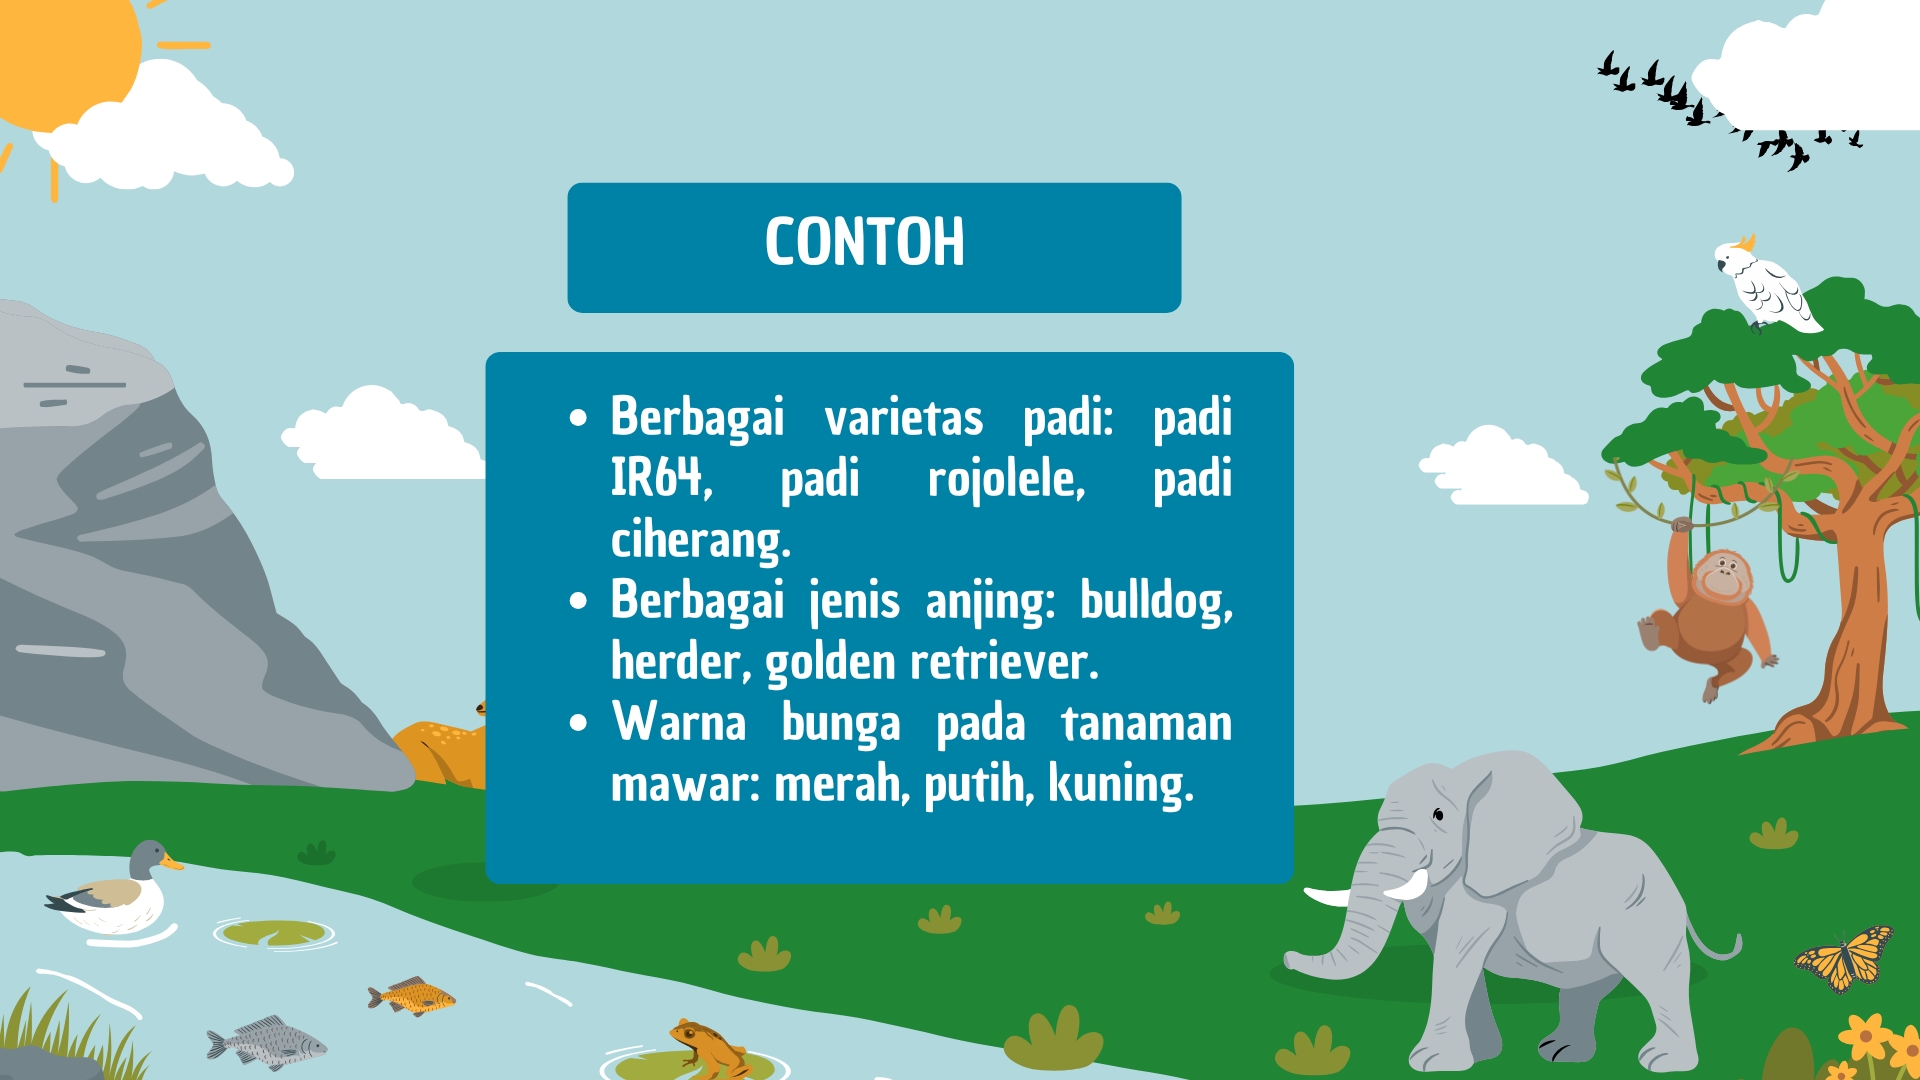 CONTOH
• Berbagai varietas padi: padi
IR64, padi rojolele, padi
ciherang.
• Berbagai jenis anjing: bulldog,
herder, golden retriever.
• Warna bunga pada tanaman
mawar: merah, putih, kuning.